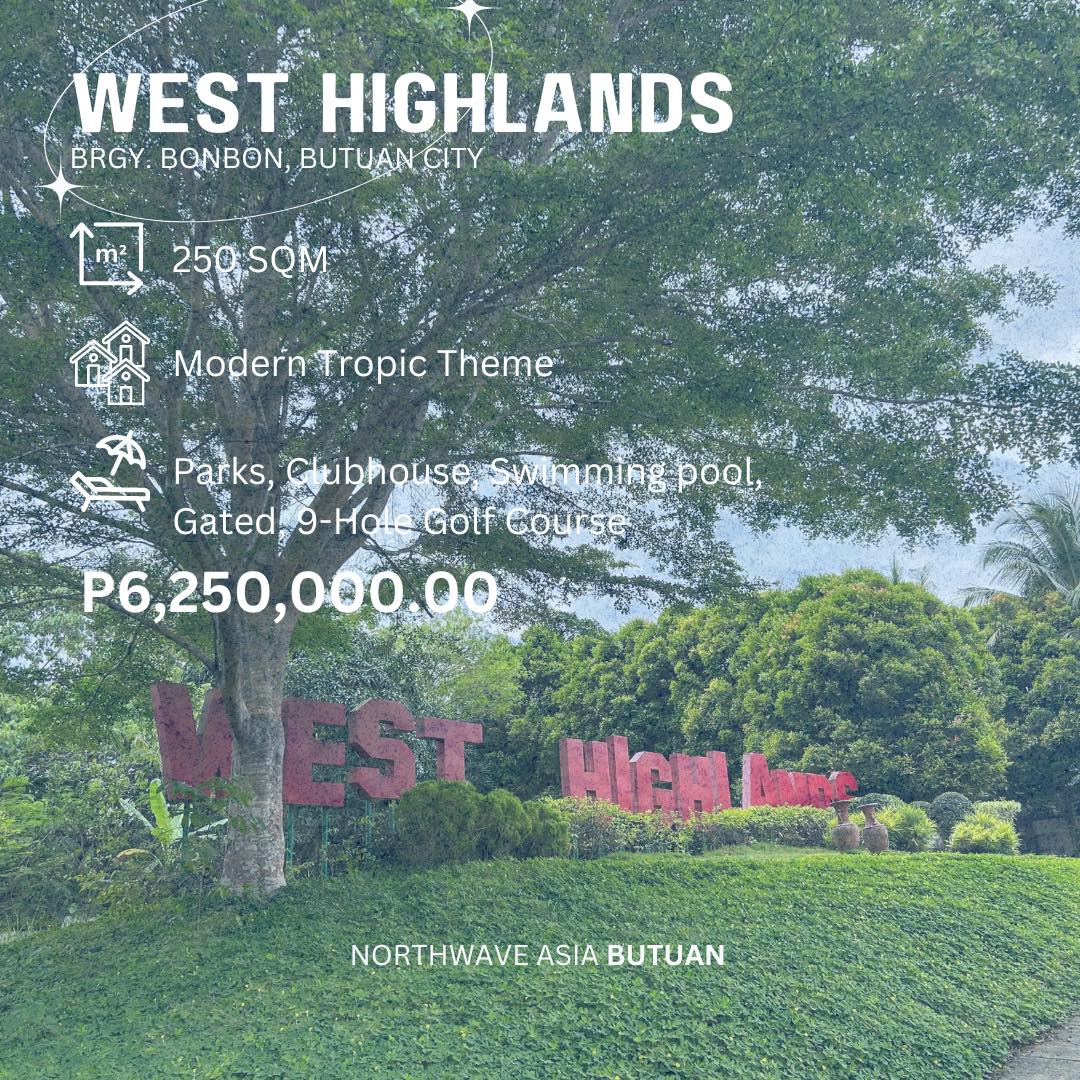 WEST HIGHLANDS
BRGY. BONBON, BUTUAN CITY
m²
250 SQM
Modern Tropic Theme
Parks, Clubhouse, Swimming pool,
Gated, 9-Hole Golf Course
P6,250,000.00
WEST HIGHLANDS
NORTHWAVE ASIA BUTUAN